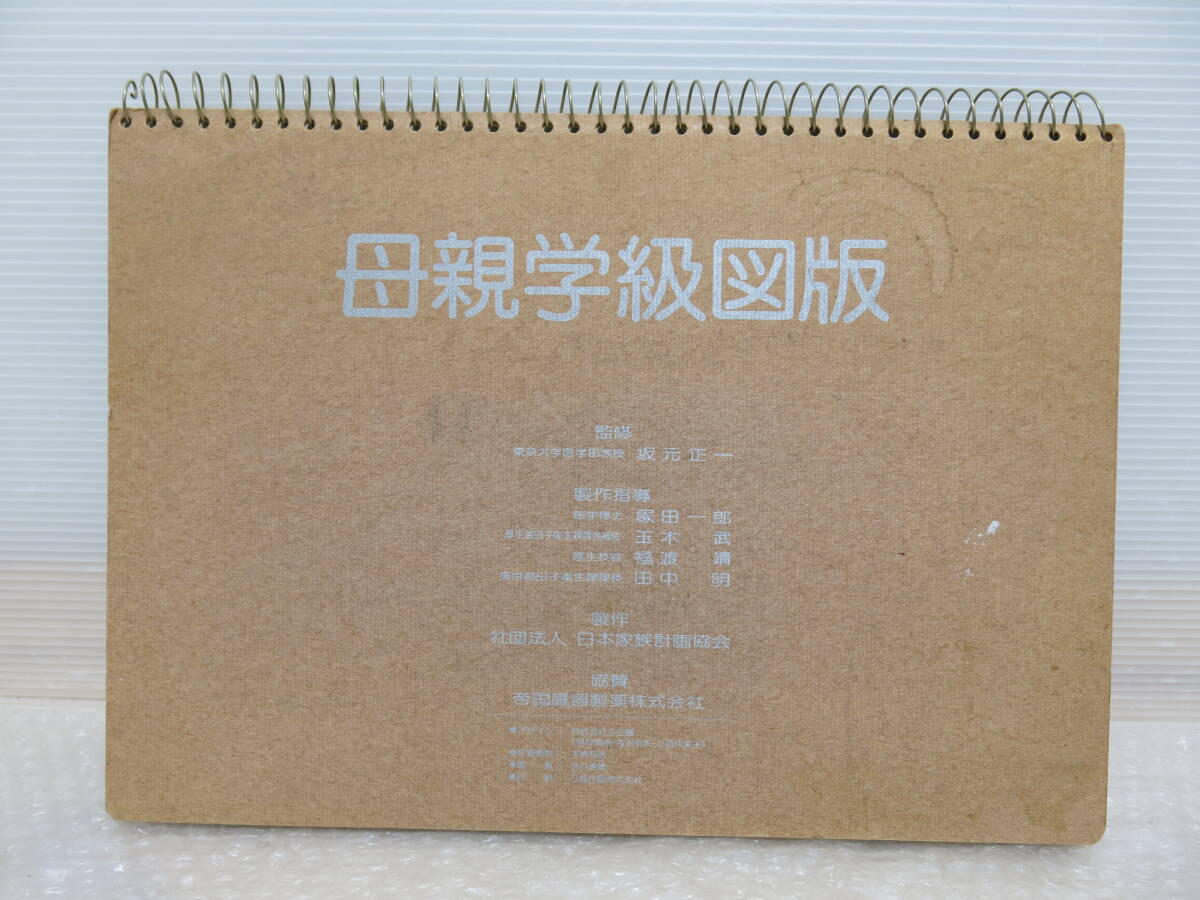 母親学級図版
監修
東京大学医学部教授 坂元正一
製作指導
医学博士 塚田一郎
厚生省母子衛生課課長補佐 玉木 武
厚生技官 福渡 靖
東京都母子衛生課課長 田中 明
製作
社団法人 日本家族計画協会
協賛
帝国臓器製薬株式会社